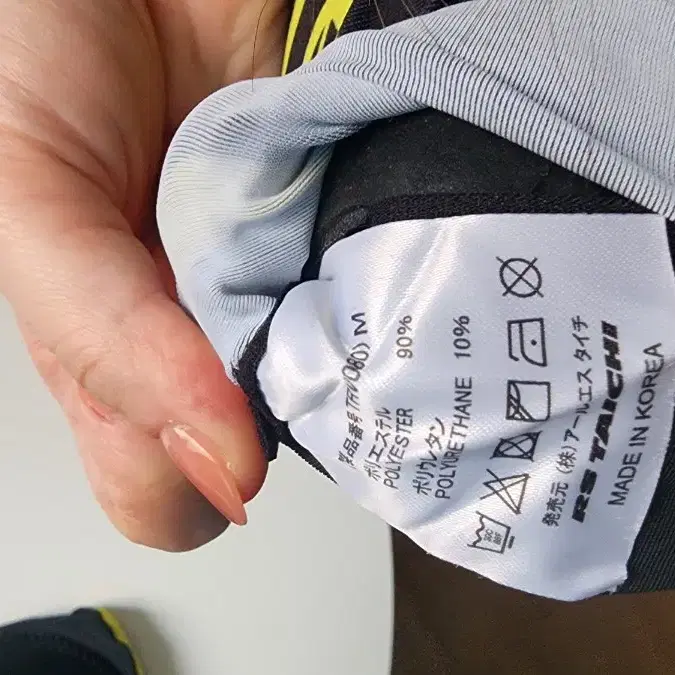 製品番号(TRV080) M
ポリエステル
POLYESTER 90%
ポリウレタン
POLYURETHANE 10%
発売元 (株)アールエス タイチ
RS TAICHI
MADE IN KOREA